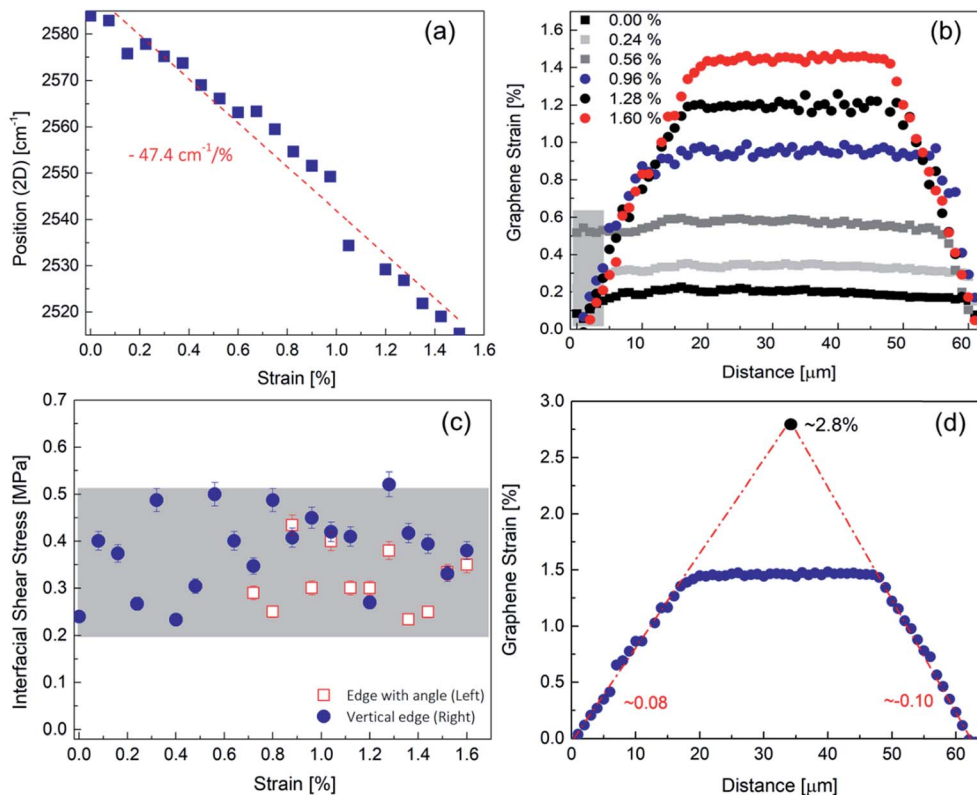 (a)
2580
2570
2560
2550
2540
2530
2520
Position (2D) [cm⁻¹]
- 47.4 cm⁻¹/%
0.0 0.2 0.4 0.6 0.8 1.0 1.2 1.4 1.6
Strain [%]
(b)
0.00 %
0.24 %
0.56 %
0.96 %
1.28 %
1.60 %
1.6
1.4
1.2
1.0
0.8
0.6
0.4
0.2
0.0
Graphene Strain [%]
0 10 20 30 40 50 60
Distance [μm]
(c)
0.7
0.6
0.5
0.4
0.3
0.2
0.1
0.0
Interfacial Shear Stress [MPa]
Edge with angle (Left)
Vertical edge (Right)
0.0 0.2 0.4 0.6 0.8 1.0 1.2 1.4 1.6
Strain [%]
(d)
3.0
2.5
2.0
1.5
1.0
0.5
0.0
Graphene Strain [%]
~2.8%
~0.08
~-0.10
0 10 20 30 40 50 60
Distance [μm]